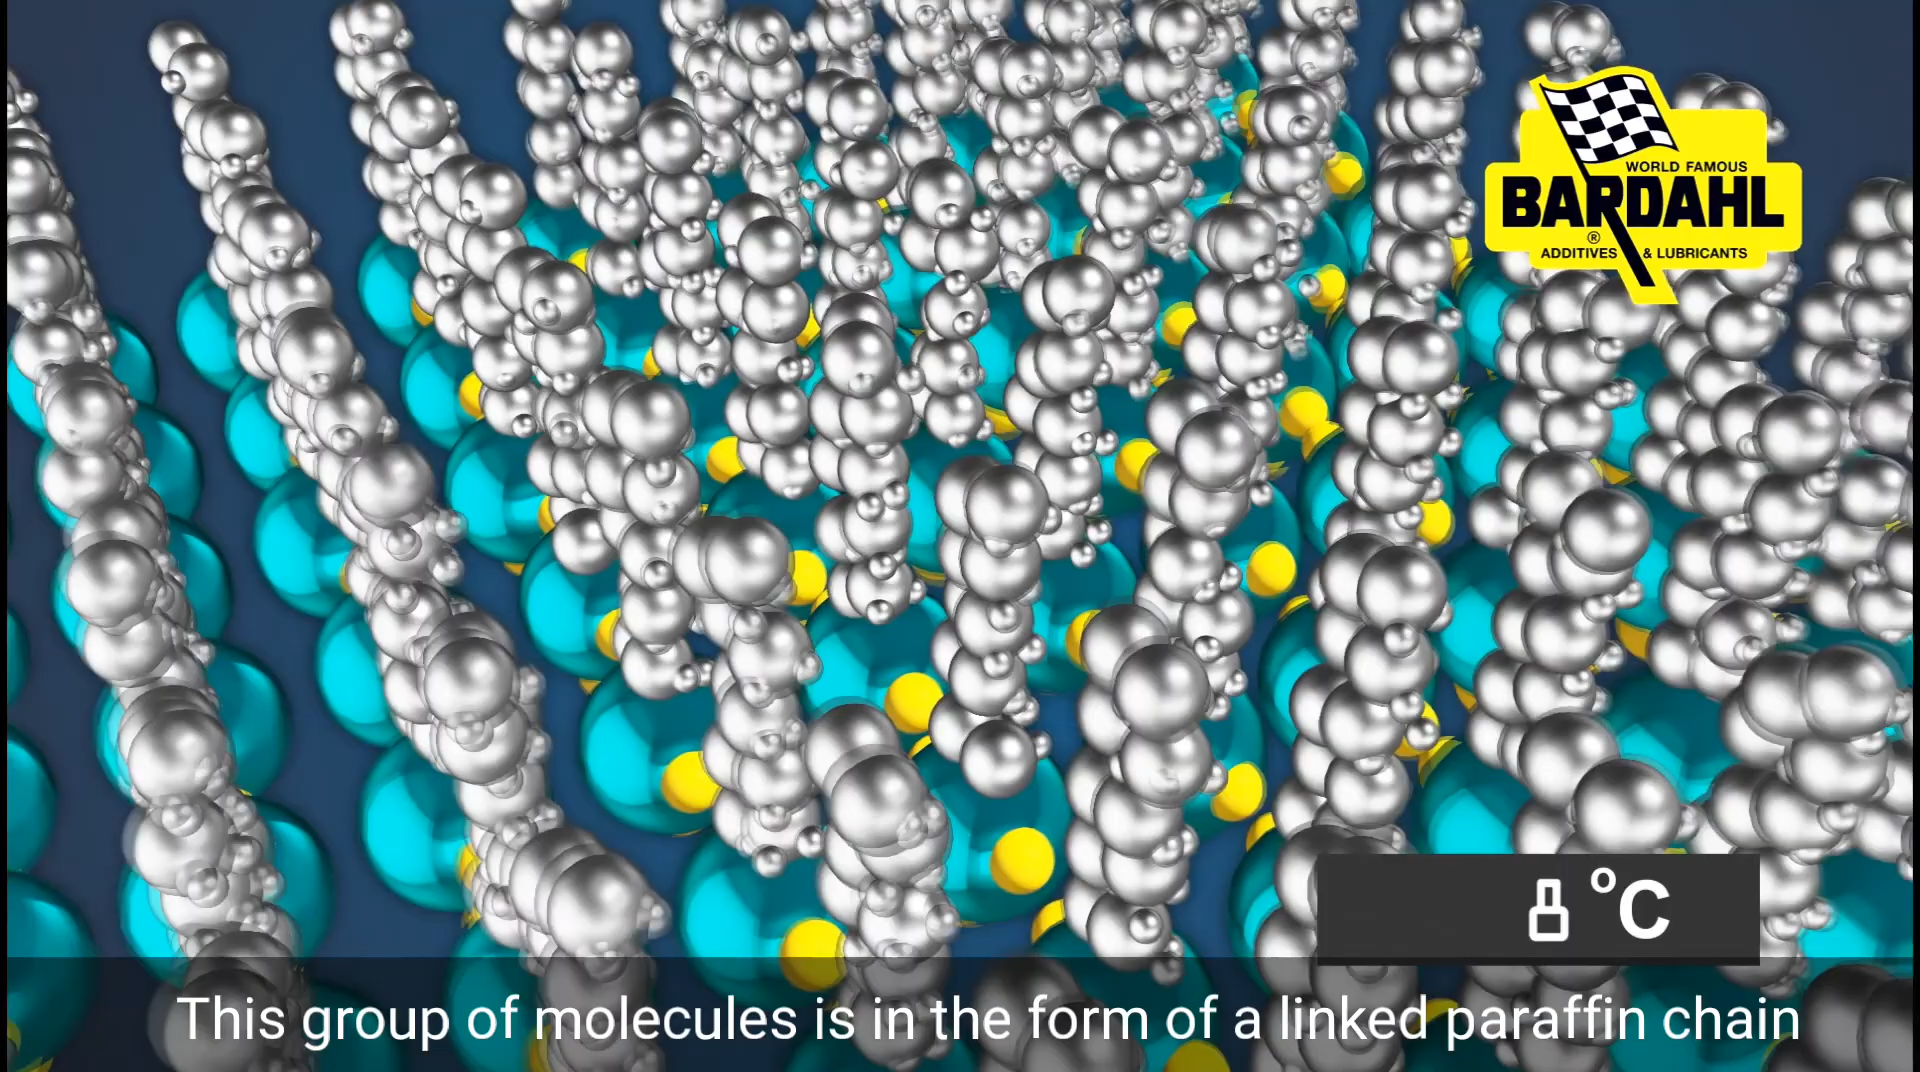 WORLD FAMOUS
BARDAHL
®
ADDITIVES & LUBRICANTS
°C
This group of molecules is in the form of a linked paraffin chain